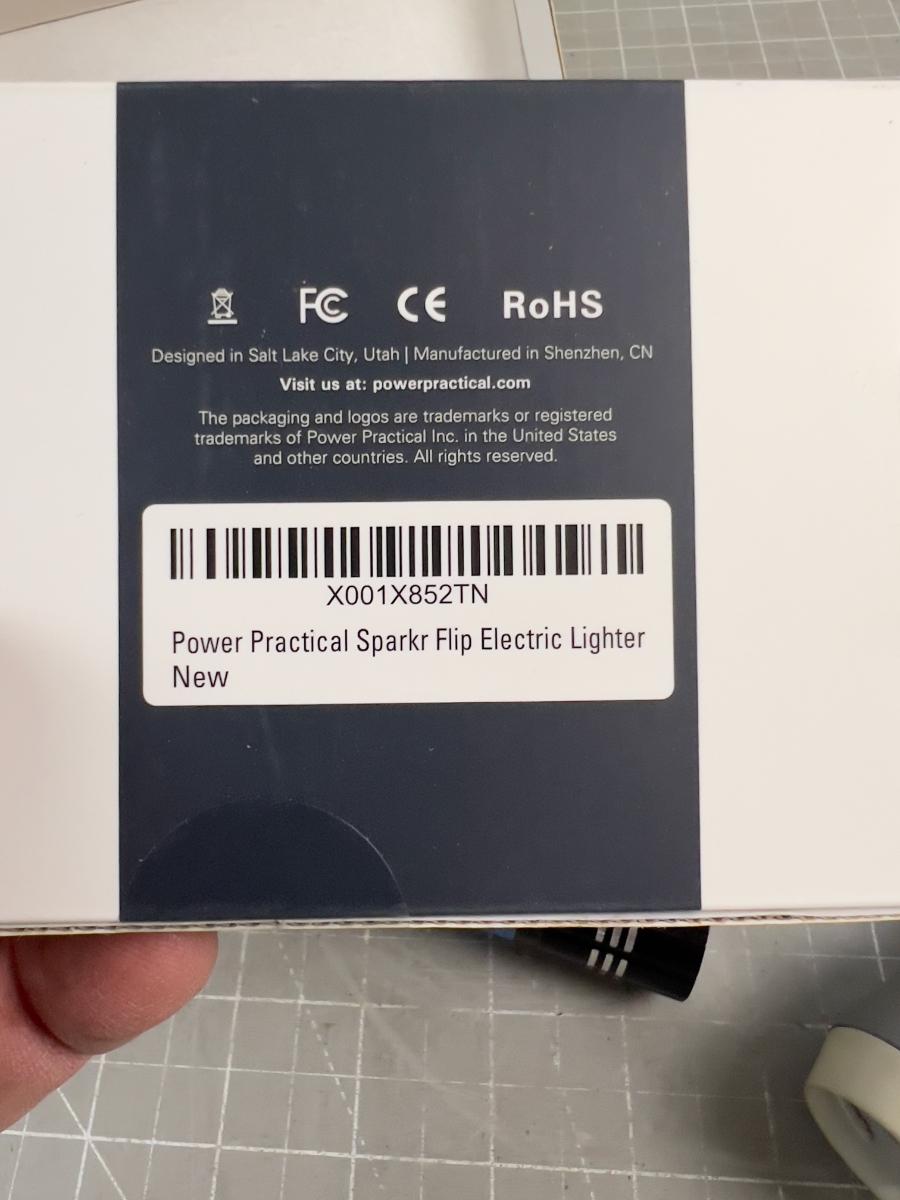 FC CE RoHS
Designed in Salt Lake City, Utah | Manufactured in Shenzhen, CN
Visit us at: powerpractical.com
The packaging and logos are trademarks or registered
trademarks of Power Practical Inc. in the United States
and other countries. All rights reserved.
X001X852TN
Power Practical Sparkr Flip Electric Lighter
New